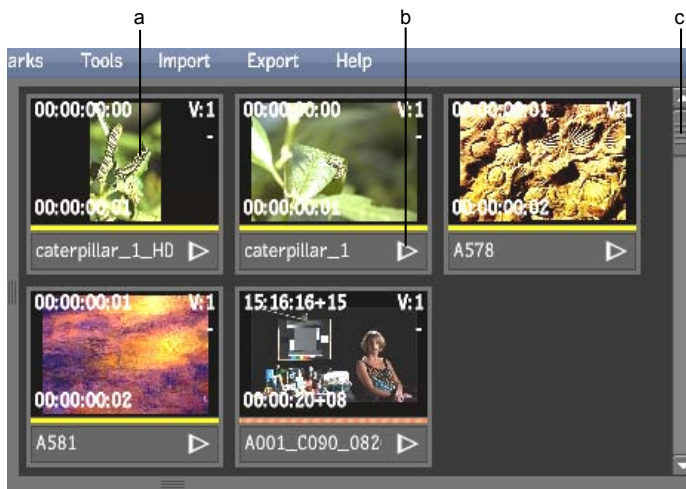 a b c
arks Tools Import Export Help
00:00:00:00 V:1 00:00:00:00 V:1 00:00:00:01 V:1
- - -
00:00:00:01 00:00:00:01 00:00:00:02
caterpillar_1_HD caterpillar_1 A578
00:00:00:01 V:1 15:16:16+15 V:1
- -
00:00:00:02 00:00:20+08
A581 A001_C090_082